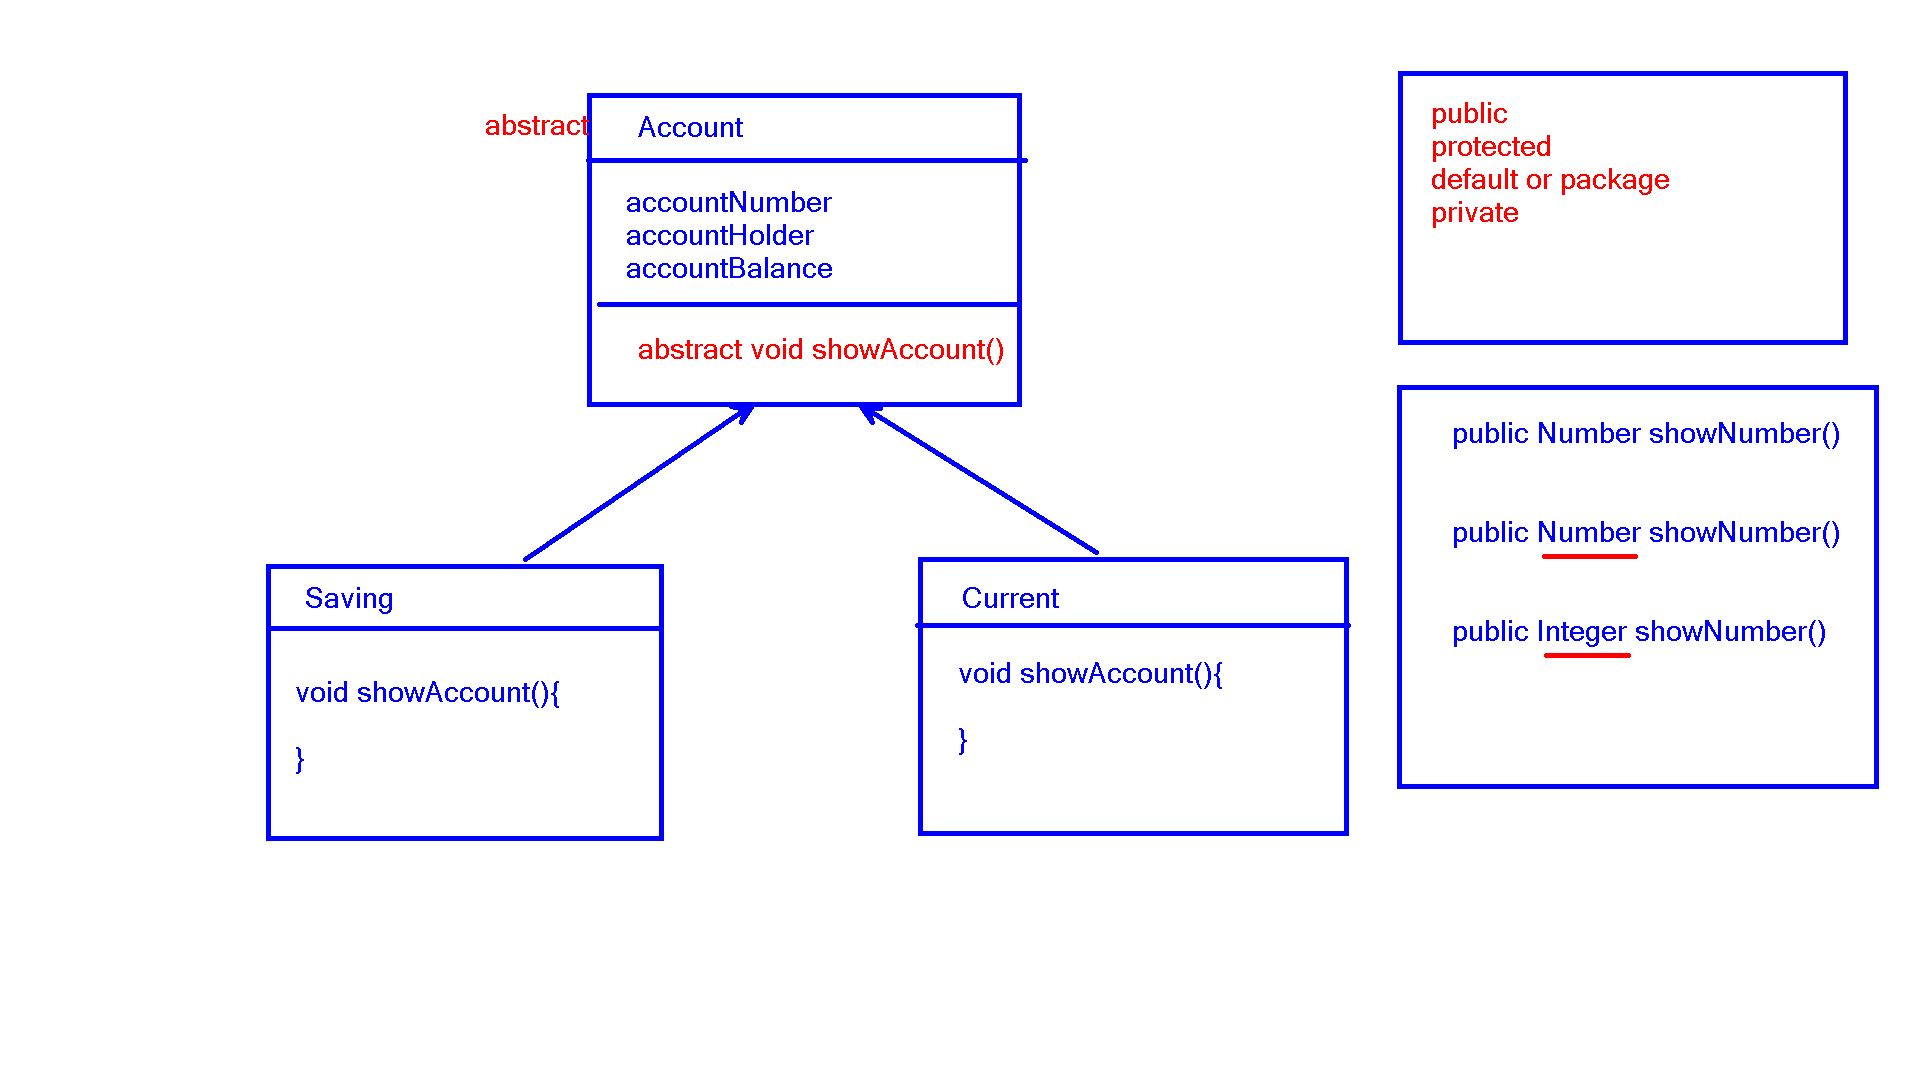 abstract Account
accountNumber
accountHolder
accountBalance
abstract void showAccount()
Saving
void showAccount(){
}
Current
void showAccount(){
}
public
protected
default or package
private
public Number showNumber()
public Number showNumber()
public Integer showNumber()